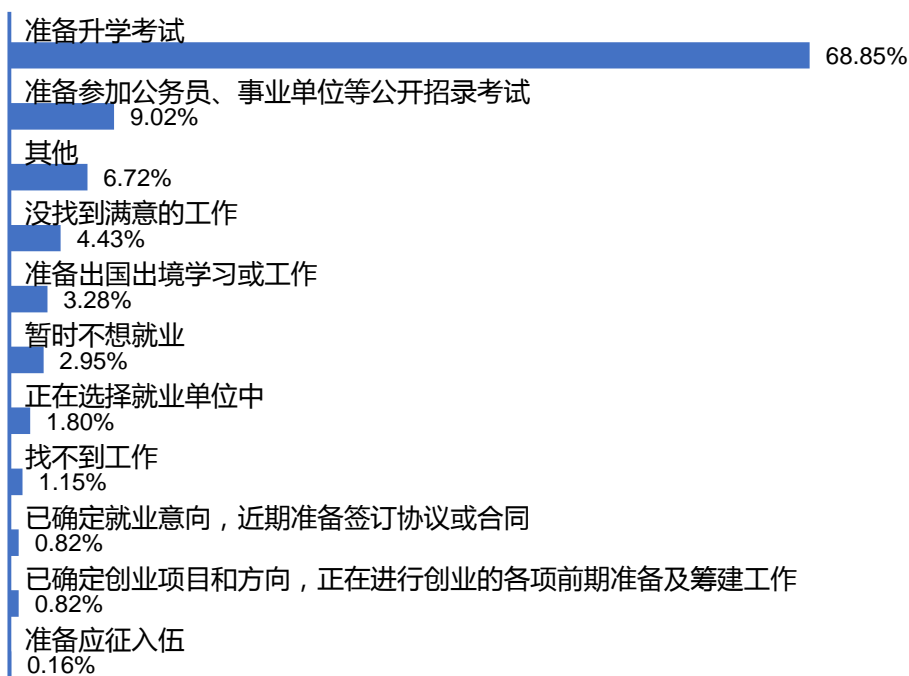 准备升学考试
68.85%
准备参加公务员、事业单位等公开招录考试
9.02%
其他
6.72%
没找到满意的工作
4.43%
准备出国出境学习或工作
3.28%
暂时不想就业
2.95%
正在选择就业单位中
1.80%
找不到工作
1.15%
已确定就业意向，近期准备签订协议或合同
0.82%
已确定创业项目和方向，正在进行创业的各项前期准备及筹建工作
0.82%
准备应征入伍
0.16%